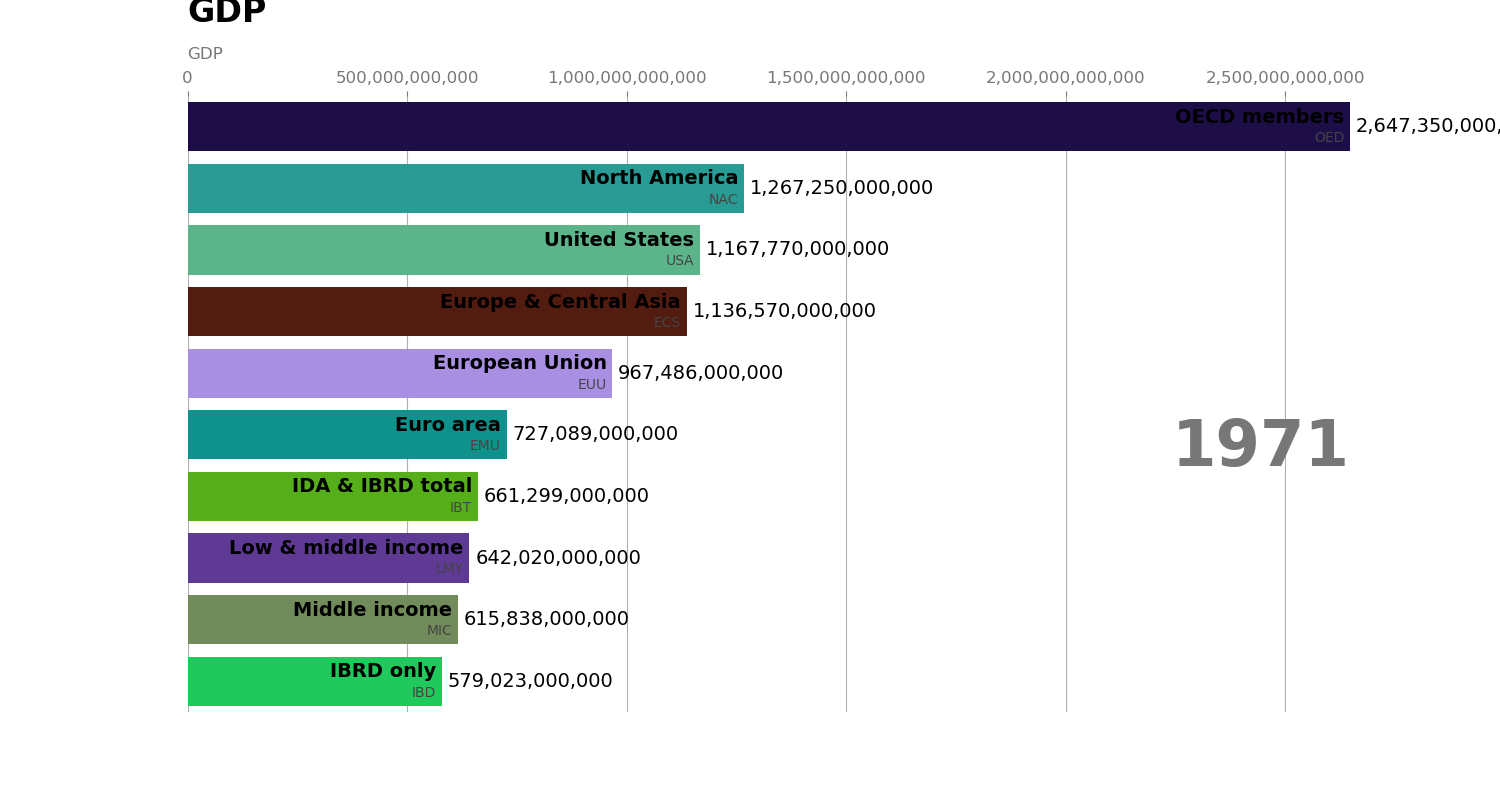 GDP
GDP
0 500,000,000,000 1,000,000,000,000 1,500,000,000,000 2,000,000,000,000 2,500,000,000,000
OECD members
OED
2,647,350,000,
North America
NAC
1,267,250,000,000
United States
USA
1,167,770,000,000
Europe & Central Asia
ECS
1,136,570,000,000
European Union
EUU
967,486,000,000
Euro area
EMU
727,089,000,000
1971
IDA & IBRD total
IBT
661,299,000,000
Low & middle income
LMY
642,020,000,000
Middle income
MIC
615,838,000,000
IBRD only
IBD
579,023,000,000